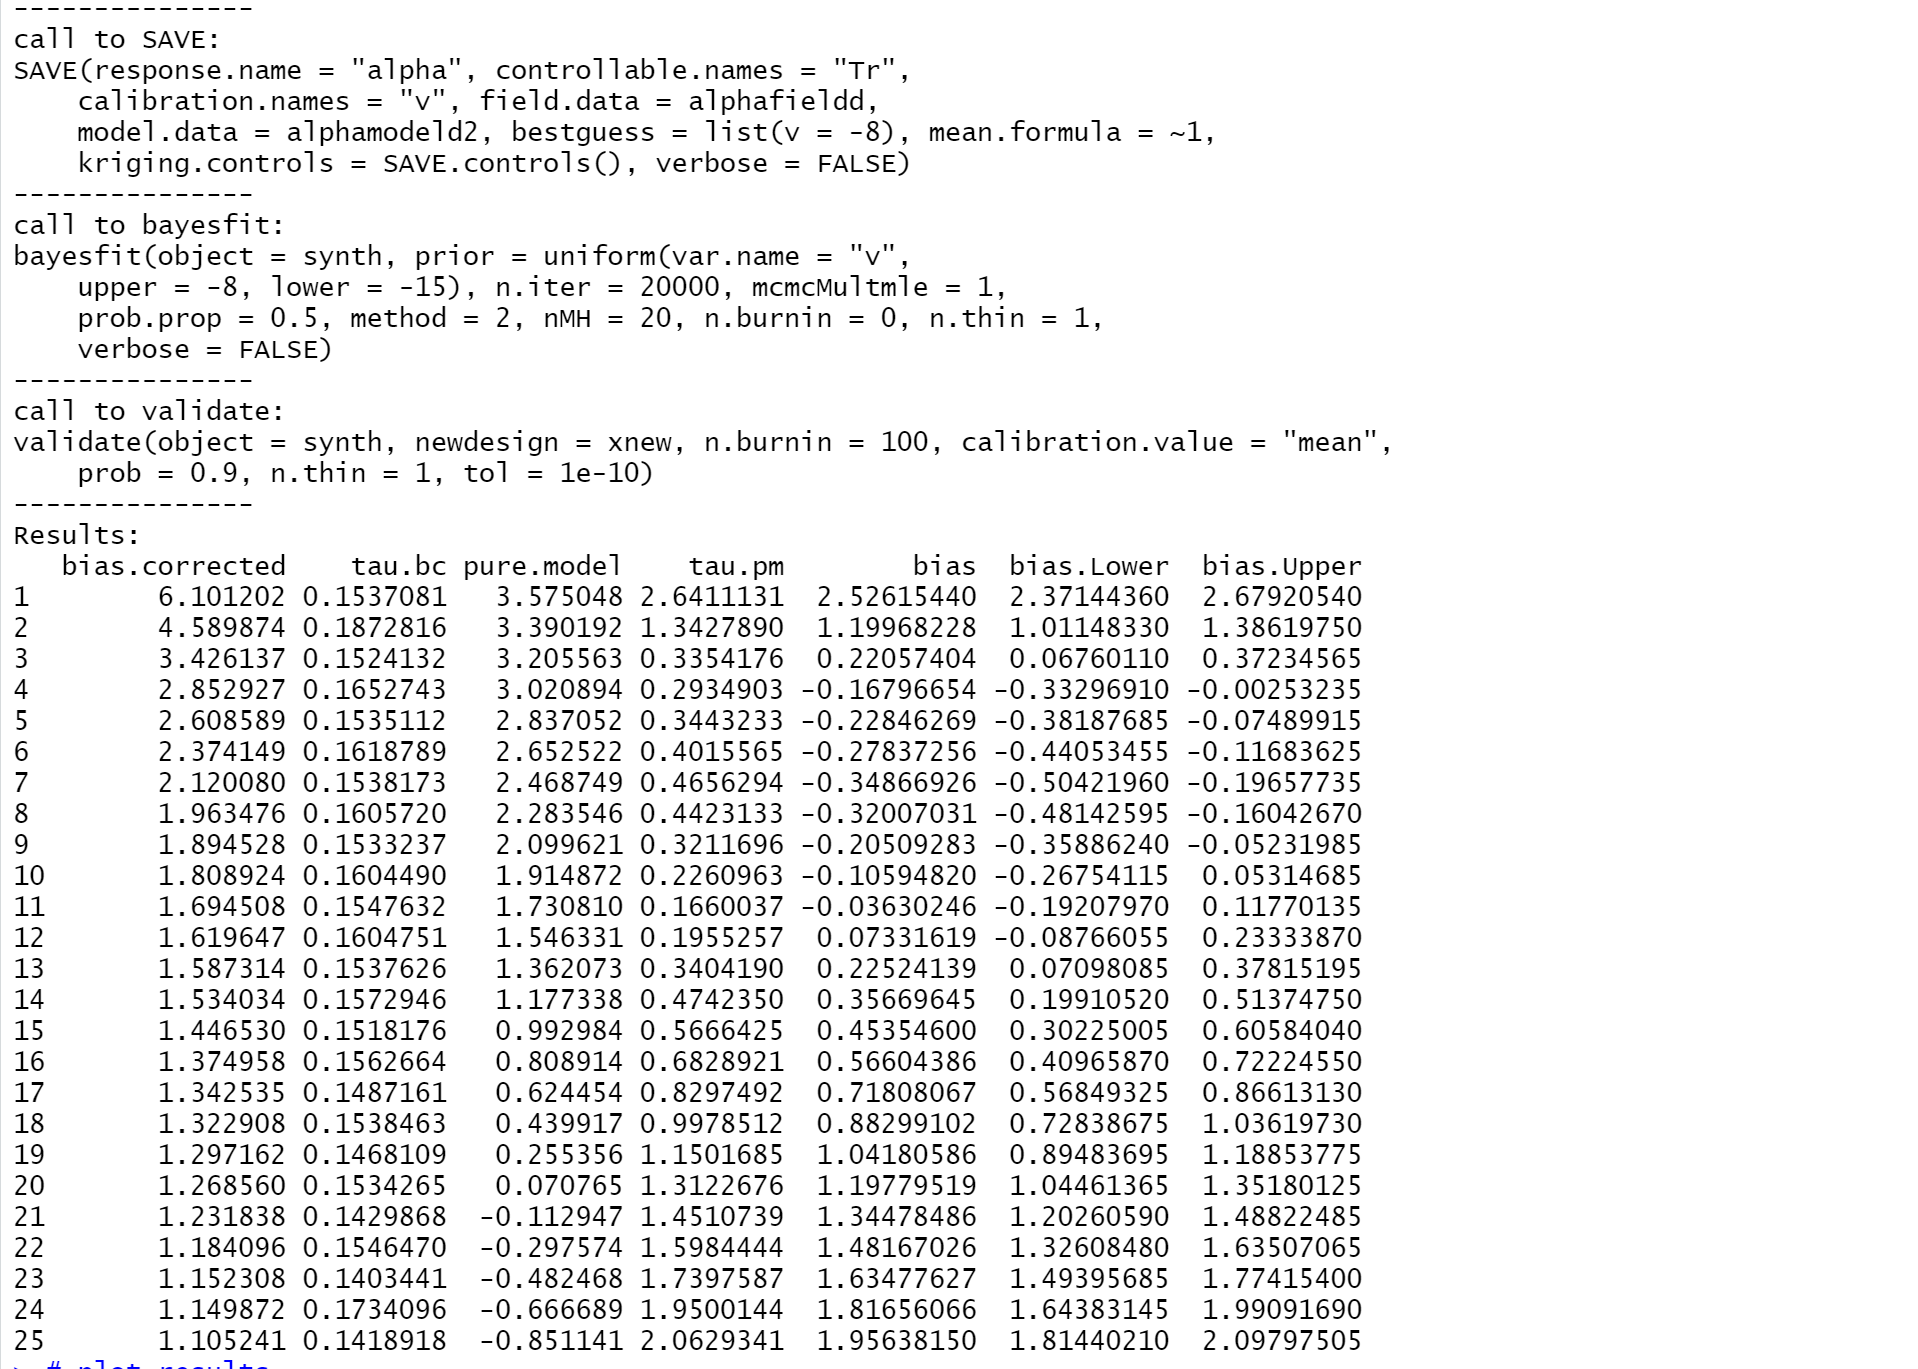 ---------------
call to SAVE:
SAVE(response.name = "alpha", controllable.names = "Tr",
    calibration.names = "v", field.data = alphafieldd,
    model.data = alphamodeld2, bestguess = list(v = -8), mean.formula = ~1,
    kriging.controls = SAVE.controls(), verbose = FALSE)
---------------
call to bayesfit:
bayesfit(object = synth, prior = uniform(var.name = "v",
    upper = -8, lower = -15), n.iter = 20000, mcmcMultmle = 1,
    prob.prop = 0.5, method = 2, nMH = 20, n.burnin = 0, n.thin = 1,
    verbose = FALSE)
---------------
call to validate:
validate(object = synth, newdesign = xnew, n.burnin = 100, calibration.value = "mean",
    prob = 0.9, n.thin = 1, tol = 1e-10)
---------------
Results:
   bias.corrected    tau.bc pure.model    tau.pm        bias  bias.Lower  bias.Upper
1        6.101202 0.1537081   3.575048 2.6411131  2.52615440  2.37144360  2.67920540
2        4.589874 0.1872816   3.390192 1.3427890  1.19968228  1.01148330  1.38619750
3        3.426137 0.1524132   3.205563 0.3354176  0.22057404  0.06760110  0.37234565
4        2.852927 0.1652743   3.020894 0.2934903 -0.16796654 -0.33296910 -0.00253235
5        2.608589 0.1535112   2.837052 0.3443233 -0.22846269 -0.38187685 -0.07489915
6        2.374149 0.1618789   2.652522 0.4015565 -0.27837256 -0.44053455 -0.11683625
7        2.120080 0.1538173   2.468749 0.4656294 -0.34866926 -0.50421960 -0.19657735
8        1.963476 0.1605720   2.283546 0.4423133 -0.32007031 -0.48142595 -0.16042670
9        1.894528 0.1533237   2.099621 0.3211696 -0.20509283 -0.35886240 -0.05231985
10       1.808924 0.1604490   1.914872 0.2260963 -0.10594820 -0.26754115  0.05314685
11       1.694508 0.1547632   1.730810 0.1660037 -0.03630246 -0.19207970  0.11770135
12       1.619647 0.1604751   1.546331 0.1955257  0.07331619 -0.08766055  0.23333870
13       1.587314 0.1537626   1.362073 0.3404190  0.22524139  0.07098085  0.37815195
14       1.534034 0.1572946   1.177338 0.4742350  0.35669645  0.19910520  0.51374750
15       1.446530 0.1518176   0.992984 0.5666425  0.45354600  0.30225005  0.60584040
16       1.374958 0.1562664   0.808914 0.6828921  0.56604386  0.40965870  0.72224550
17       1.342535 0.1487161   0.624454 0.8297492  0.71808067  0.56849325  0.86613130
18       1.322908 0.1538463   0.439917 0.9978512  0.88299102  0.72838675  1.03619730
19       1.297162 0.1468109   0.255356 1.1501685  1.04180586  0.89483695  1.18853775
20       1.268560 0.1534265   0.070765 1.3122676  1.19779519  1.04461365  1.35180125
21       1.231838 0.1429868  -0.112947 1.4510739  1.34478486  1.20260590  1.48822485
22       1.184096 0.1546470  -0.297574 1.5984444  1.48167026  1.32608480  1.63507065
23       1.152308 0.1403441  -0.482468 1.7397587  1.63477627  1.49395685  1.77415400
24       1.149872 0.1734096  -0.666689 1.9500144  1.81656066  1.64383145  1.99091690
25       1.105241 0.1418918  -0.851141 2.0629341  1.95638150  1.81440210  2.09797505
> # plot results